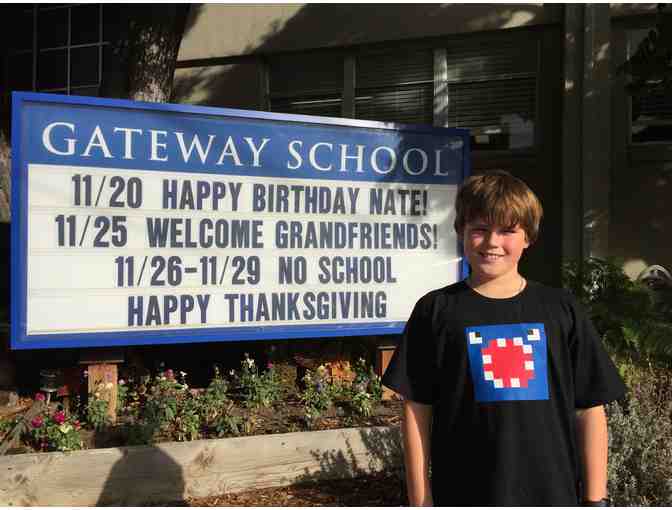 GATEWAY SCHOOL
11/20 HAPPY BIRTHDAY NATE!
11/25 WELCOME GRANDFRIENDS!
11/26-11/29 NO SCHOOL
HAPPY THANKSGIVING